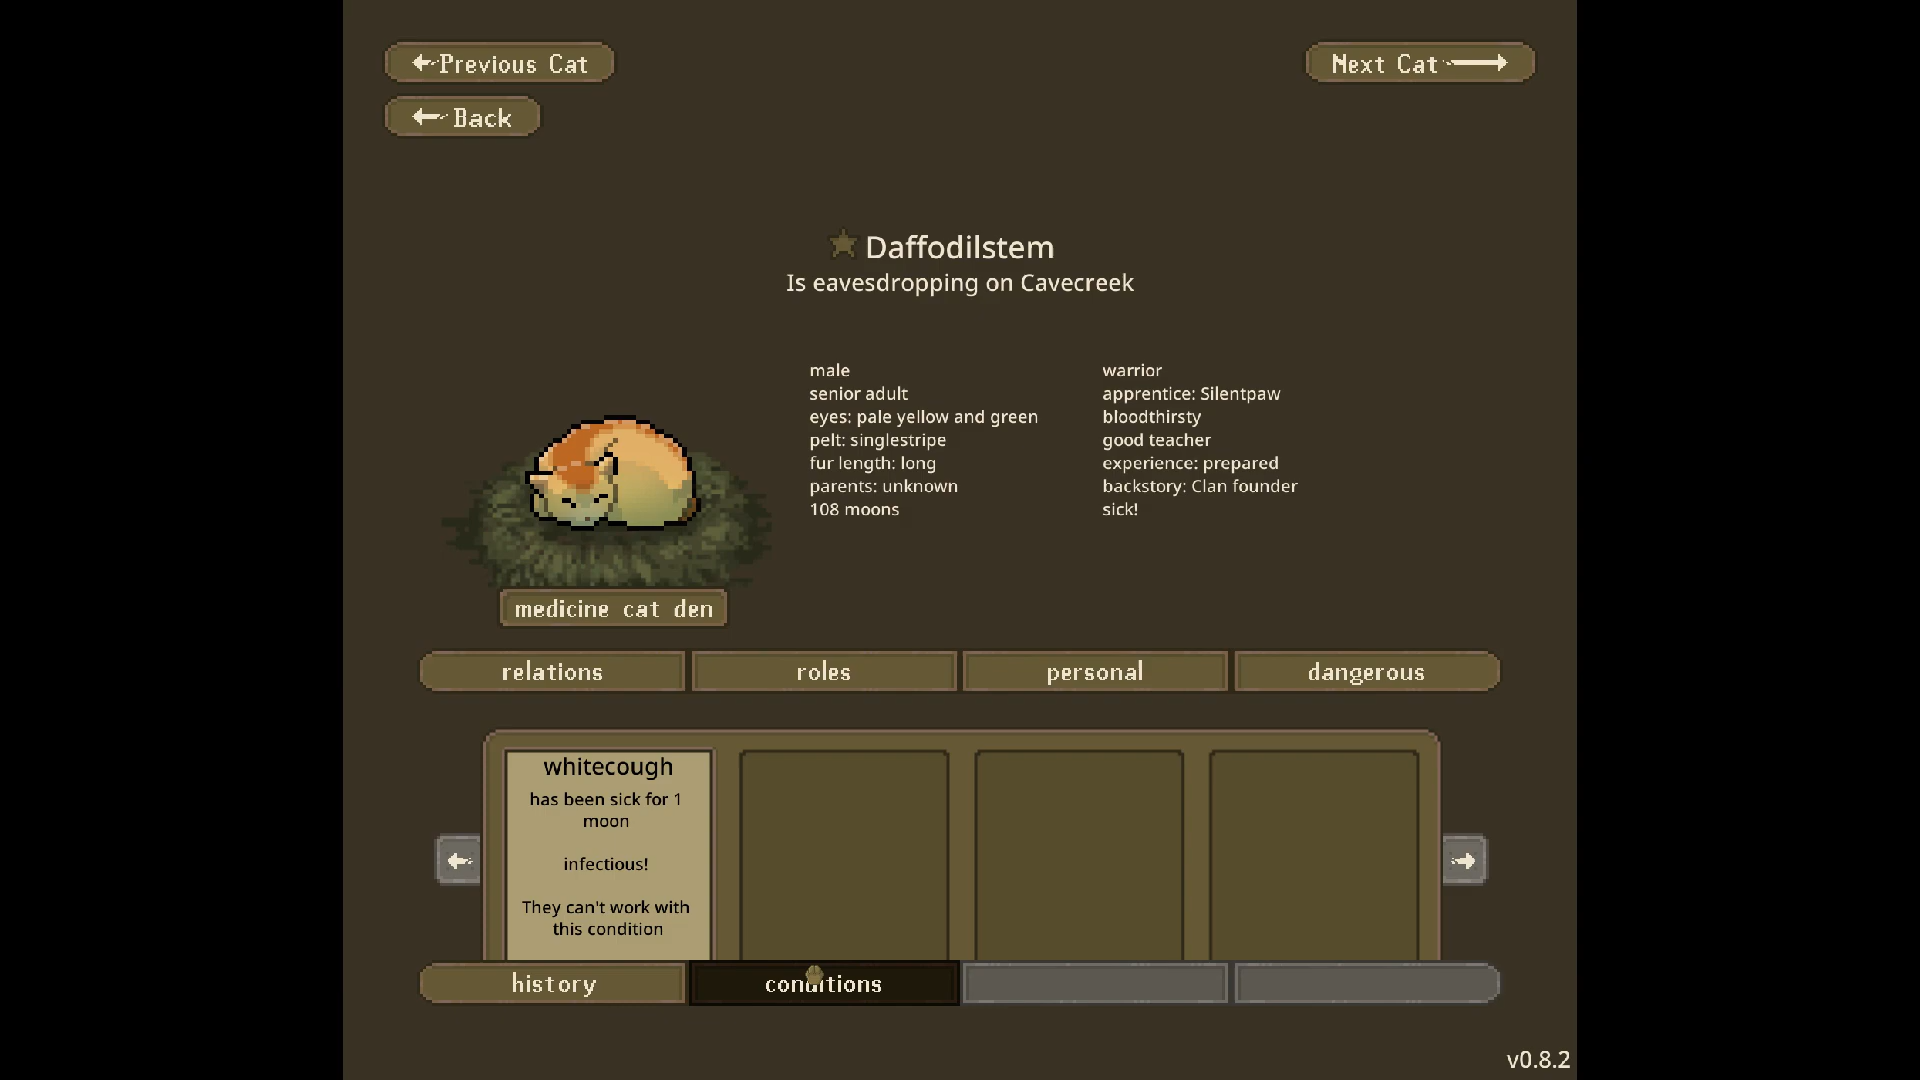 Previous Cat
Next Cat
Back
Daffodilstem
Is eavesdropping on Cavecreek
male
senior adult
eyes: pale yellow and green
pelt: singlestripe
fur length: long
parents: unknown
108 moons
warrior
apprentice: Silentpaw
bloodthirsty
good teacher
experience: prepared
backstory: Clan founder
sick!
medicine cat den
relations
roles
personal
dangerous
whitecough
has been sick for 1
moon
infectious!
They can't work with
this condition
history
conditions
v0.8.2